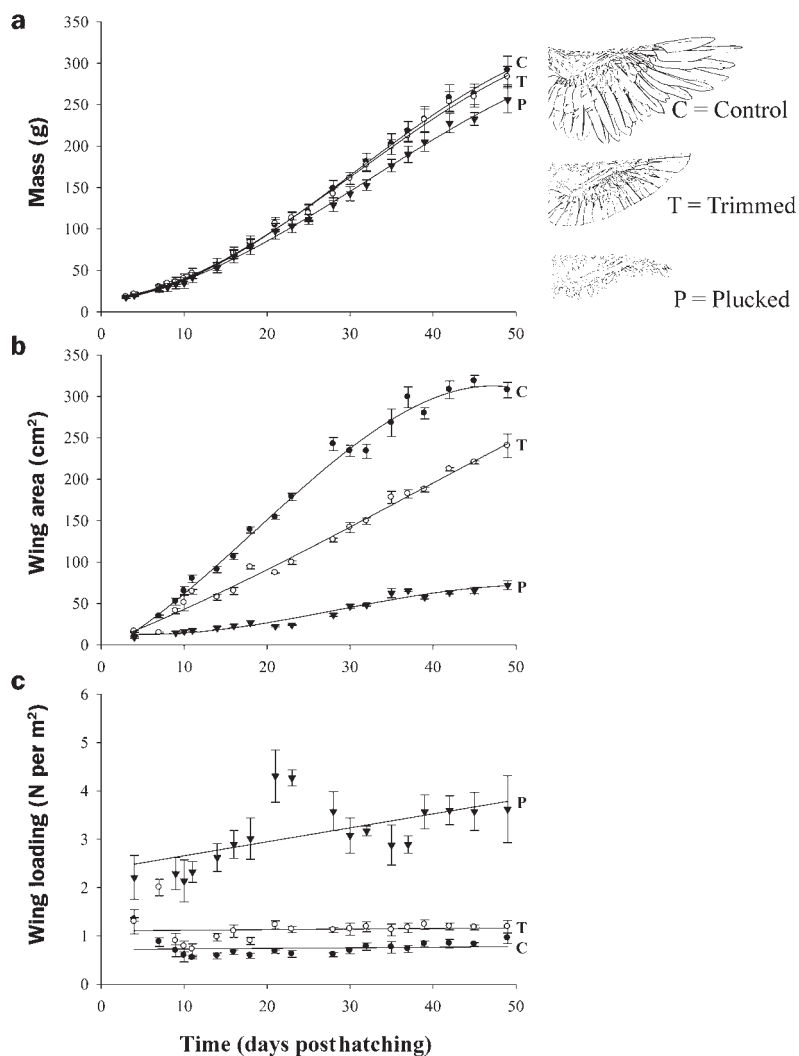 a
350
300
250
200
150
100
50
0
Mass (g)
C
T
P
0 10 20 30 40 50
C = Control
T = Trimmed
P = Plucked
b
350
300
250
200
150
100
50
0
Wing area (cm²)
C
T
P
0 10 20 30 40 50
c
6
5
4
3
2
1
0
Wing loading (N per m²)
P
T
C
0 10 20 30 40 50
Time (days posthatching)